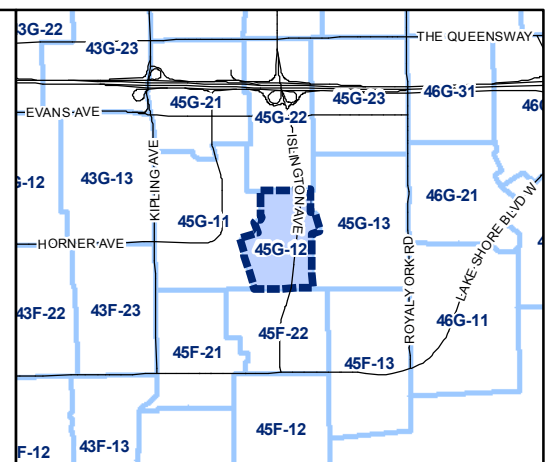 3G-22
THE QUEENSWAY
43G-23
45G-21
45G-23
46G-31
46G
EVANS AVE
45G-22
KIPLING AVE
ISLINGTON AVE
G-12
43G-13
46G-21
45G-11
45G-13
HORNER AVE
45G-12
ROYAL YORK RD
LAKE SHORE BLVD W
43F-22
43F-23
46G-11
45F-22
45F-21
45F-13
45F-12
F-12
43F-13